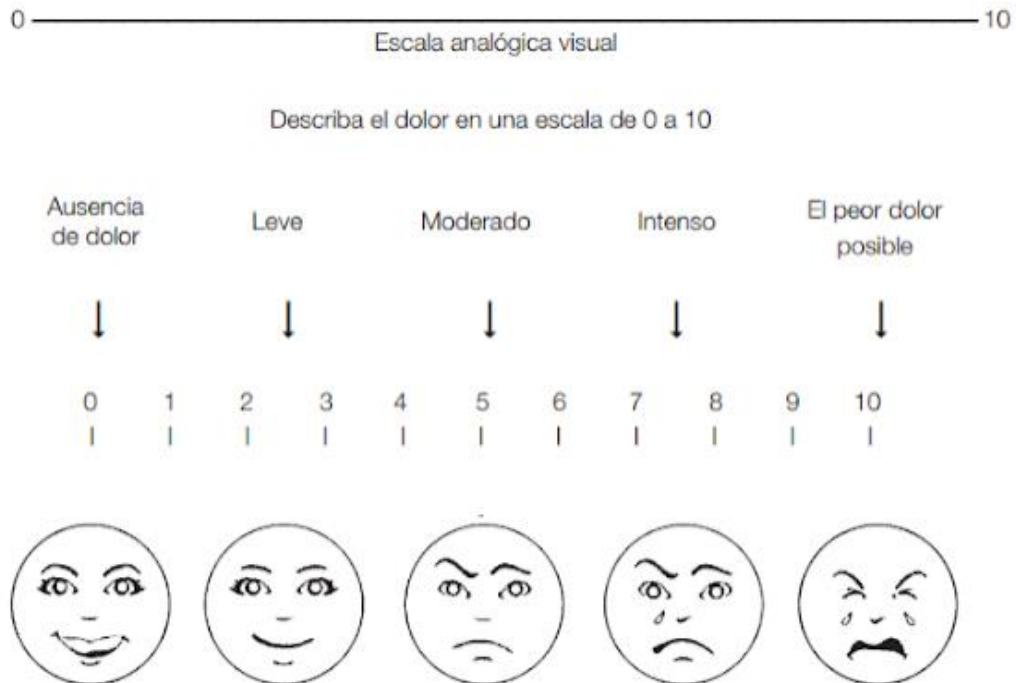 0 10
Escala analógica visual
Describa el dolor en una escala de 0 a 10
Ausencia
de dolor
Leve
Moderado
Intenso
El peor dolor
posible
0 1 2 3 4 5 6 7 8 9 10